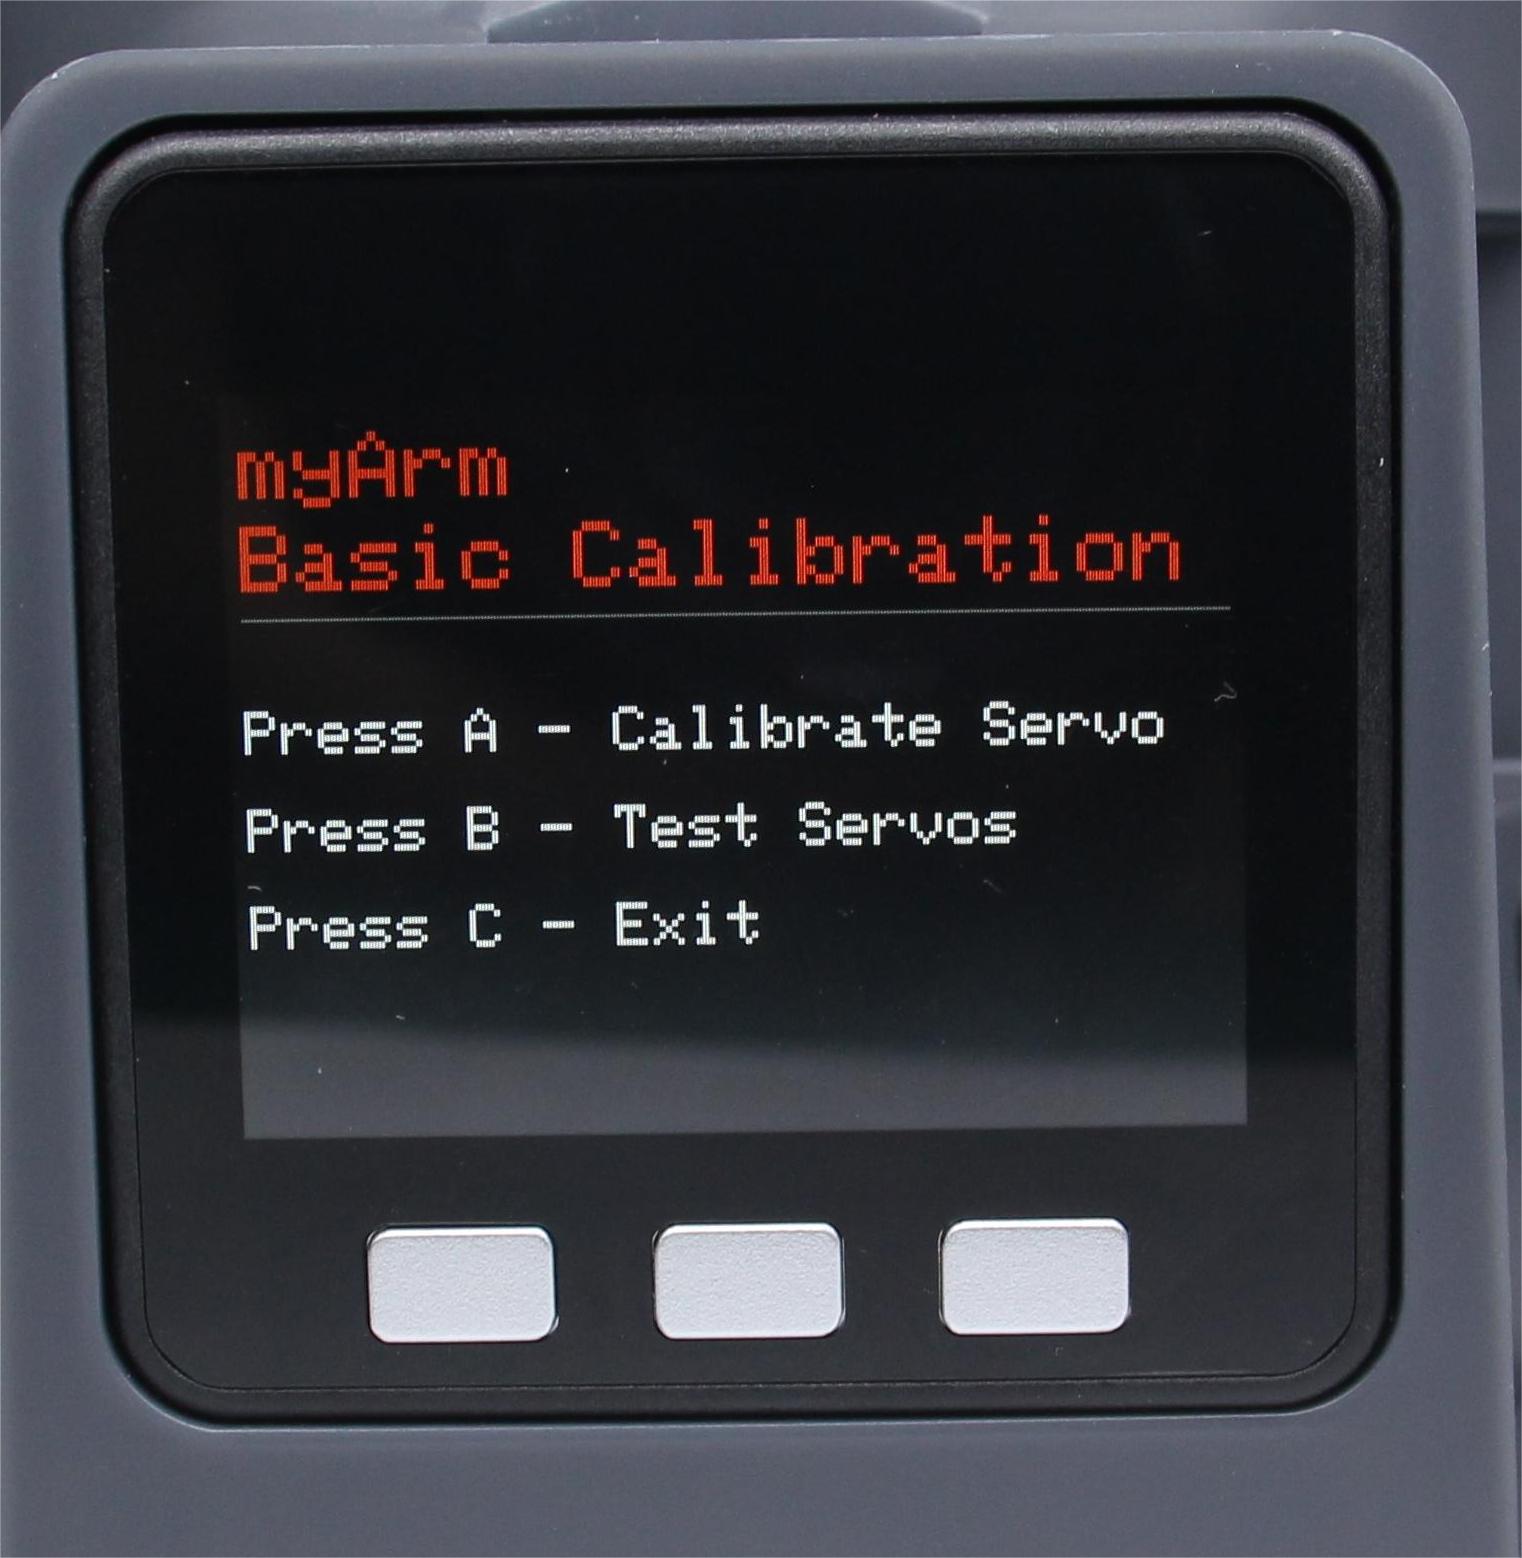 myArm
Basic Calibration
Press A - Calibrate Servo
Press B - Test Servos
Press C - Exit